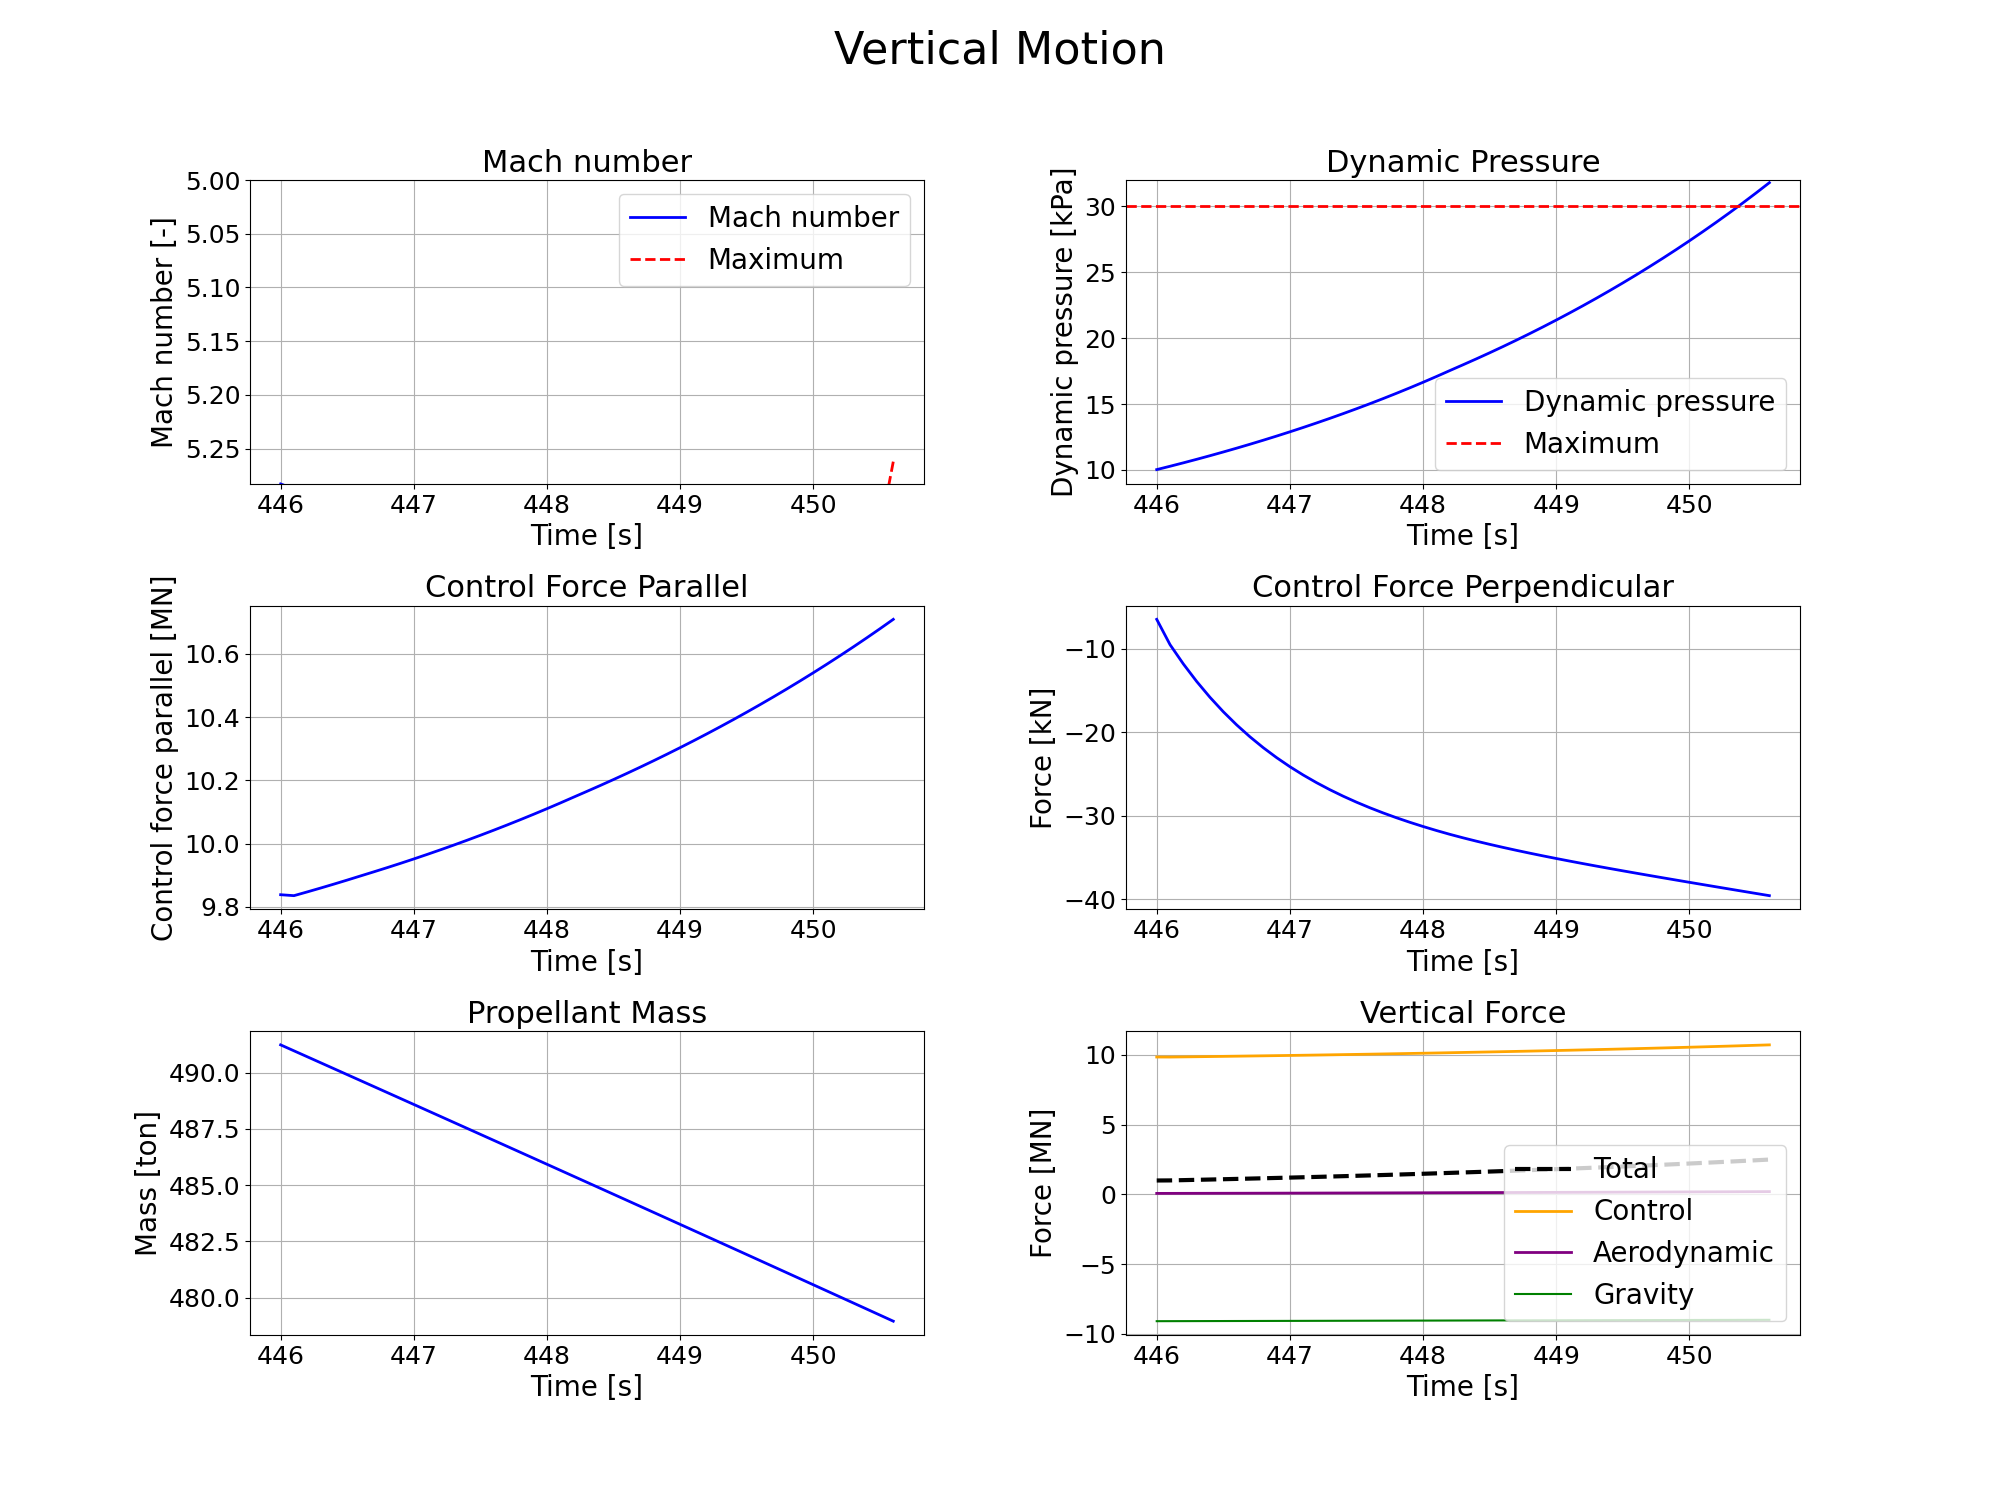 Vertical Motion
Mach number
Mach number [-]
5.00
5.05
5.10
5.15
5.20
5.25
Mach number
Maximum
446 447 448 449 450
Time [s]
Dynamic Pressure
Dynamic pressure [kPa]
30
25
20
15
10
Dynamic pressure
Maximum
446 447 448 449 450
Time [s]
Control Force Parallel
Control force parallel [MN]
10.6
10.4
10.2
10.0
9.8
446 447 448 449 450
Time [s]
Control Force Perpendicular
Force [kN]
−10
−20
−30
−40
446 447 448 449 450
Time [s]
Propellant Mass
Mass [ton]
490.0
487.5
485.0
482.5
480.0
446 447 448 449 450
Time [s]
Vertical Force
Force [MN]
10
5
0
−5
−10
Total
Control
Aerodynamic
Gravity
446 447 448 449 450
Time [s]